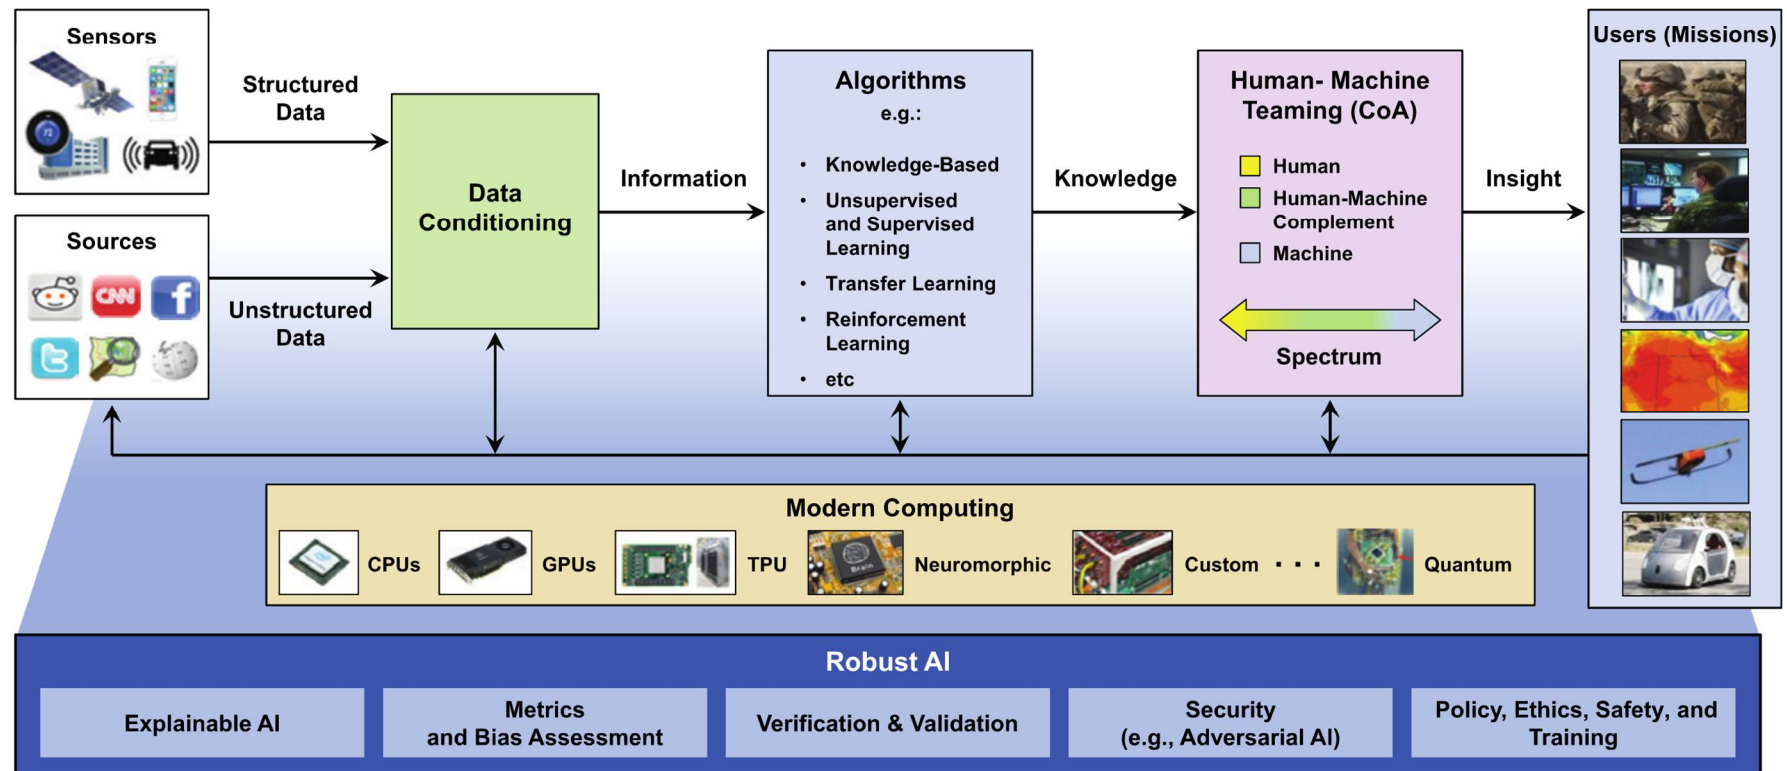 Sensors
Structured
Data
Sources
CNN
Unstructured
Data
Data
Conditioning
Information
Algorithms
e.g.:
• Knowledge-Based
• Unsupervised
and Supervised
Learning
• Transfer Learning
• Reinforcement
Learning
• etc
Knowledge
Human- Machine
Teaming (CoA)
Human
Human-Machine
Complement
Machine
Spectrum
Insight
Users (Missions)
Modern Computing
CPUs
GPUs
TPU
Brain
Neuromorphic
Custom
. . .
Quantum
Robust AI
Explainable AI
Metrics
and Bias Assessment
Verification & Validation
Security
(e.g., Adversarial AI)
Policy, Ethics, Safety, and
Training
72